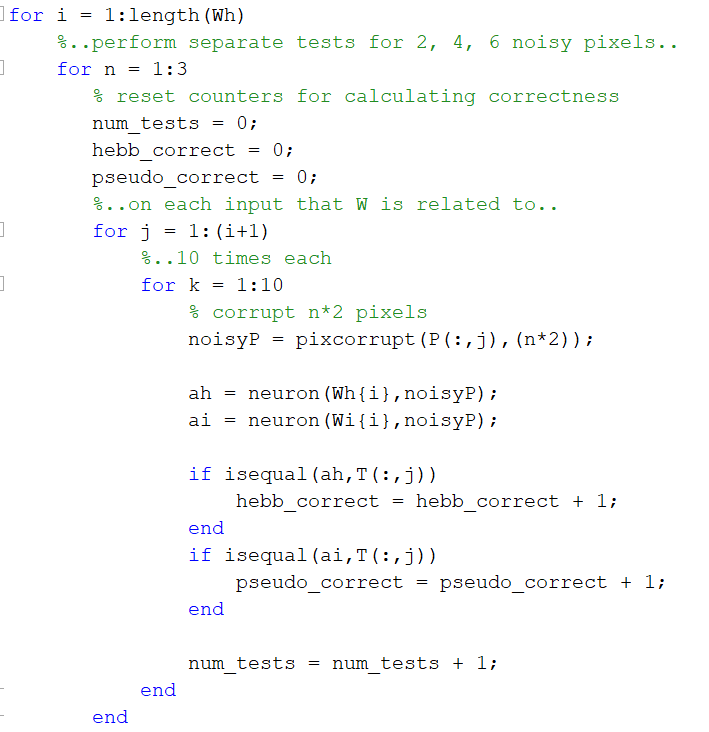 for i = 1:length(Wh)
    %..perform separate tests for 2, 4, 6 noisy pixels..
    for n = 1:3
       % reset counters for calculating correctness
       num_tests = 0;
       hebb_correct = 0;
       pseudo_correct = 0;
       %..on each input that W is related to..
       for j = 1:(i+1)
           %..10 times each
           for k = 1:10
               % corrupt n*2 pixels
               noisyP = pixcorrupt(P(:,j),(n*2));

               ah = neuron(Wh{i},noisyP);
               ai = neuron(Wi{i},noisyP);

               if isequal(ah,T(:,j))
                   hebb_correct = hebb_correct + 1;
               end
               if isequal(ai,T(:,j))
                   pseudo_correct = pseudo_correct + 1;
               end

               num_tests = num_tests + 1;
           end
       end